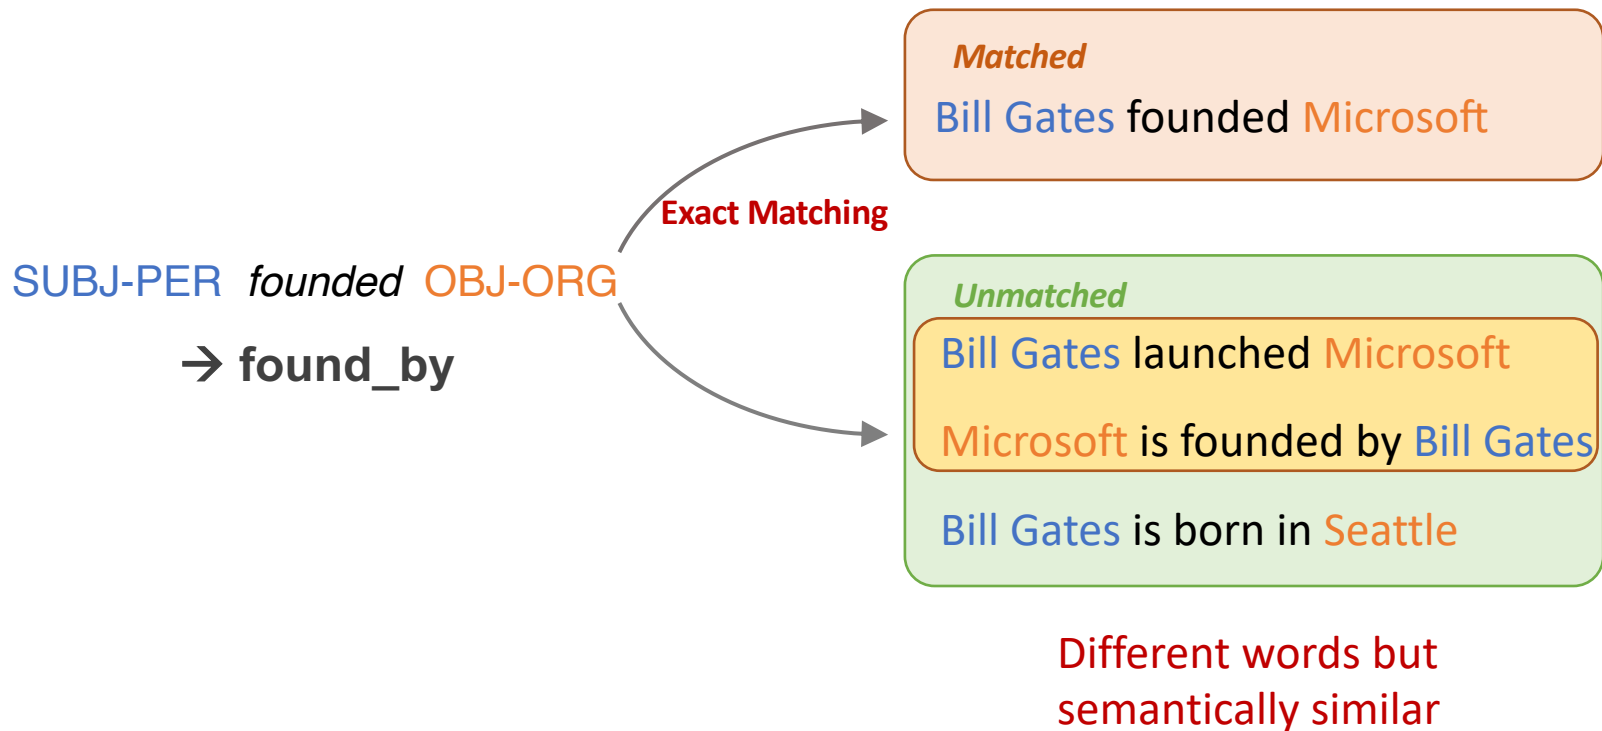 SUBJ-PER founded OBJ-ORG
→ found_by
Exact Matching
Matched
Bill Gates founded Microsoft
Unmatched
Bill Gates launched Microsoft
Microsoft is founded by Bill Gates
Bill Gates is born in Seattle
Different words but
semantically similar